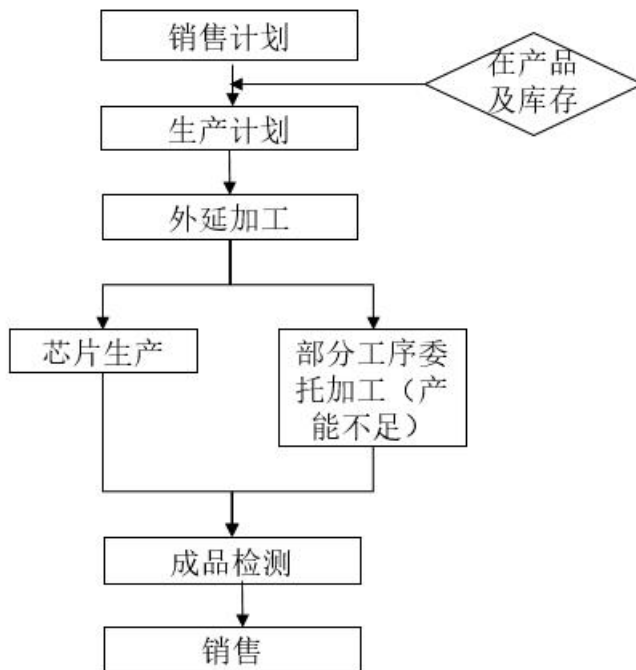 销售计划
在产品
及库存
生产计划
外延加工
芯片生产
部分工序委
托加工（产
能不足）
成品检测
销售